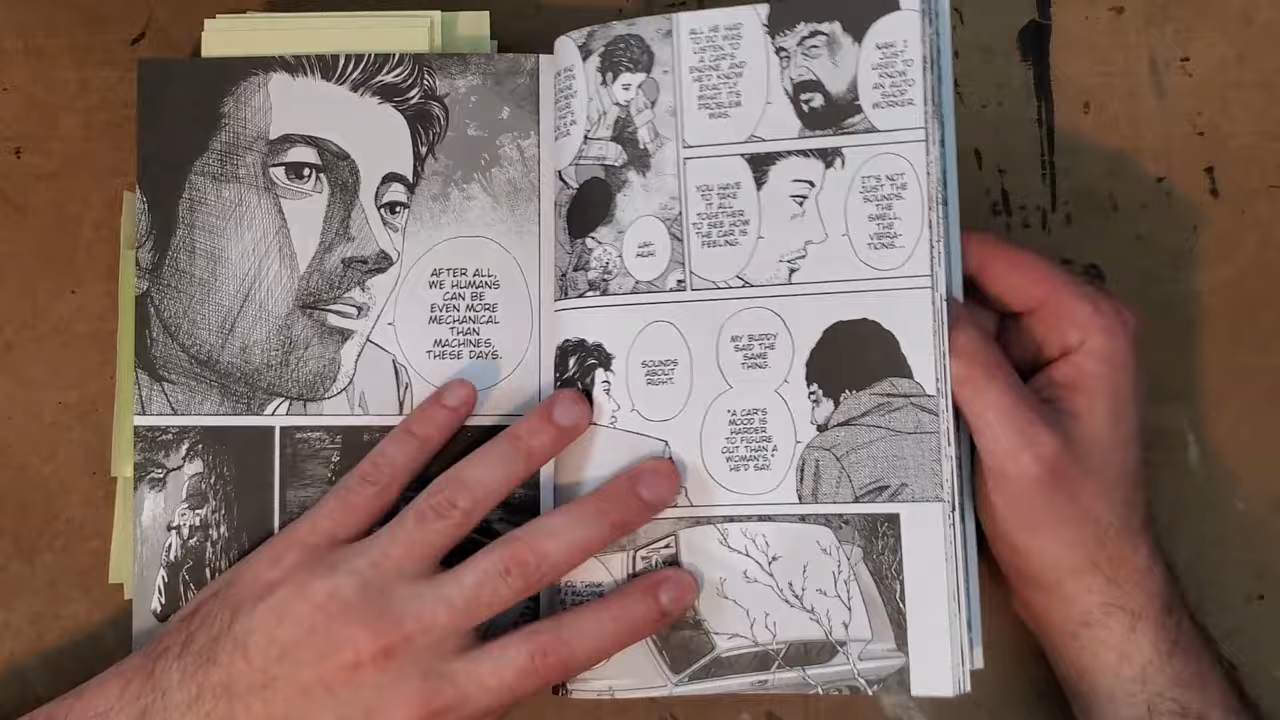 NAH. I
JUST
USED TO
KNOW
AN AUTO
SHOP
WORKER.
ALL HE HAD
TO DO WAS
LISTEN TO
A CAR'S
ENGINE, AND
HE'D KNOW
EXACTLY
WHAT ITS
PROBLEM
WAS.
UH-
HUH!
IT'S NOT
JUST THE
SOUNDS.
THE
SMELL,
THE
VIBRA-
TIONS...
YOU HAVE
TO TAKE
IT ALL
TOGETHER
TO SEE HOW
THE CAR IS
FEELING.
MY BUDDY
SAID THE
SAME
THING.
"A CAR'S
MOOD IS
HARDER
TO FIGURE
OUT THAN A
WOMAN'S,"
HE'D SAY.
SOUNDS
ABOUT
RIGHT.
THINK
A MACHINE
AFTER ALL,
WE HUMANS
CAN BE
EVEN MORE
MECHANICAL
THAN
MACHINES,
THESE DAYS.